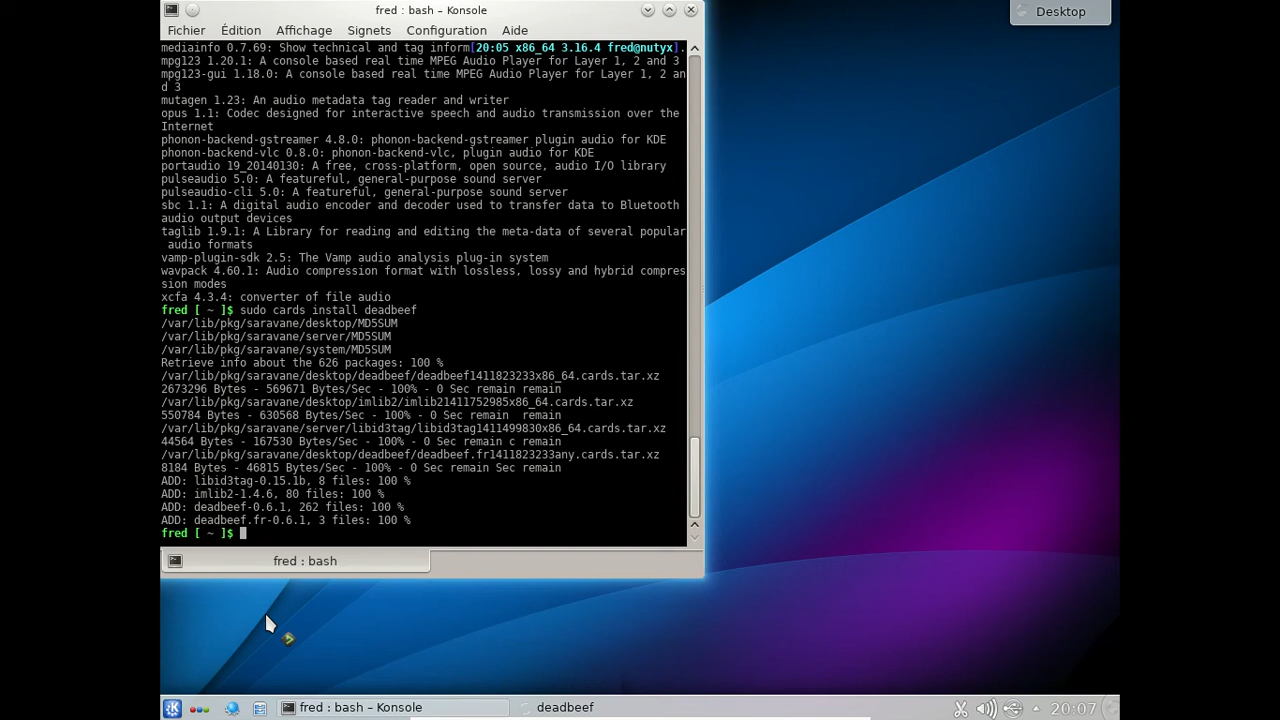 fred : bash – Konsole
Desktop
Fichier Édition Affichage Signets Configuration Aide
mediainfo 0.7.69: Show technical and tag inform[20:05 x86_64 3.16.4 fred@nutyx].
mpg123 1.20.1: A console based real time MPEG Audio Player for Layer 1, 2 and 3
mpg123-gui 1.18.0: A console based real time MPEG Audio Player for Layer 1, 2 an
d 3
mutagen 1.23: An audio metadata tag reader and writer
opus 1.1: Codec designed for interactive speech and audio transmission over the
Internet
phonon-backend-gstreamer 4.8.0: phonon-backend-gstreamer plugin audio for KDE
phonon-backend-vlc 0.8.0: phonon-backend-vlc, plugin audio for KDE
portaudio 19_20140130: A free, cross-platform, open source, audio I/O library
pulseaudio 5.0: A featureful, general-purpose sound server
pulseaudio-cli 5.0: A featureful, general-purpose sound server
sbc 1.1: A digital audio encoder and decoder used to transfer data to Bluetooth
audio output devices
taglib 1.9.1: A Library for reading and editing the meta-data of several popular
audio formats
vamp-plugin-sdk 2.5: The Vamp audio analysis plug-in system
wavpack 4.60.1: Audio compression format with lossless, lossy and hybrid compres
sion modes
xcfa 4.3.4: converter of file audio
fred [ ~ ]$ sudo cards install deadbeef
/var/lib/pkg/saravane/desktop/MD5SUM
/var/lib/pkg/saravane/server/MD5SUM
/var/lib/pkg/saravane/system/MD5SUM
Retrieve info about the 626 packages: 100 %
/var/lib/pkg/saravane/desktop/deadbeef/deadbeef1411823233x86_64.cards.tar.xz
2673296 Bytes - 569671 Bytes/Sec - 100% - 0 Sec remain remain
/var/lib/pkg/saravane/desktop/imlib2/imlib21411752985x86_64.cards.tar.xz
550784 Bytes - 630568 Bytes/Sec - 100% - 0 Sec remain  remain
/var/lib/pkg/saravane/server/libid3tag/libid3tag1411499830x86_64.cards.tar.xz
44564 Bytes - 167530 Bytes/Sec - 100% - 0 Sec remain c remain
/var/lib/pkg/saravane/desktop/deadbeef/deadbeef.fr1411823233any.cards.tar.xz
8184 Bytes - 46815 Bytes/Sec - 100% - 0 Sec remain Sec remain
ADD: libid3tag-0.15.1b, 8 files: 100 %
ADD: imlib2-1.4.6, 80 files: 100 %
ADD: deadbeef-0.6.1, 262 files: 100 %
ADD: deadbeef.fr-0.6.1, 3 files: 100 %
fred [ ~ ]$
fred : bash
fred : bash – Konsole deadbeef 20:07